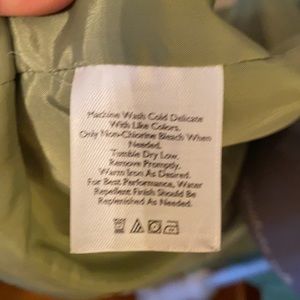 Machine Wash Cold Delicate
With Like Colors.
Only Non-Chlorine Bleach When
Needed.
Tumble Dry Low.
Remove Promptly.
Warm Iron As Desired.
For Best Performance, Water
Repellent Finish Should Be
Replenished As Needed.